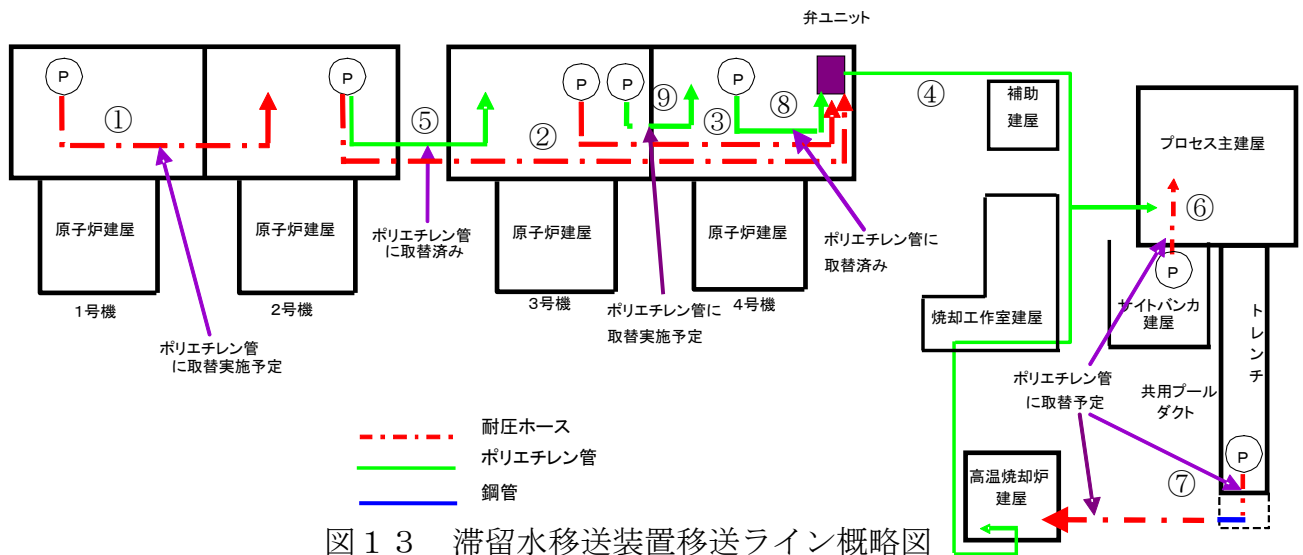 弁ユニット
P
P
P
P
P
①
⑤
②
⑨
③
⑧
④
補助
建屋
プロセス主建屋
⑥
P
原子炉建屋
原子炉建屋
原子炉建屋
原子炉建屋
ポリエチレン管
に取替済み
ポリエチレン管に
取替済み
1号機
2号機
3号機
4号機
ポリエチレン管
に取替実施予定
ポリエチレン管に
取替実施予定
焼却工作室建屋
サイトバンカ
建屋
トレンチ
ポリエチレン管
に取替予定
共用プール
ダクト
耐圧ホース
ポリエチレン管
鋼管
P
⑦
高温焼却炉
建屋
図13 滞留水移送装置移送ライン概略図